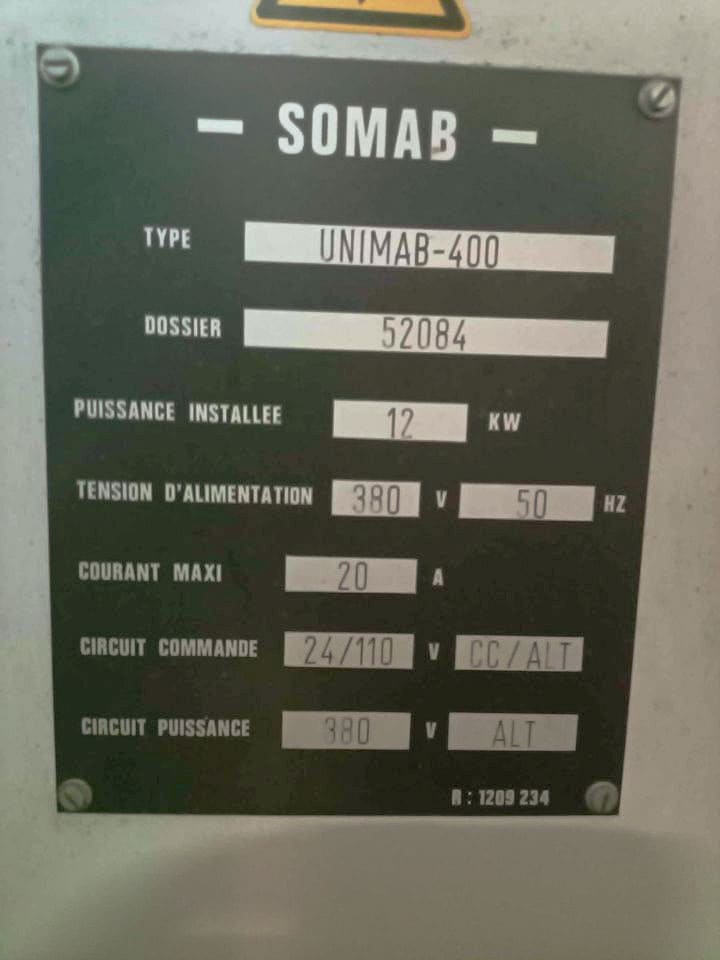 — SOMAB —
TYPE UNIMAB-400
DOSSIER 52084
PUISSANCE INSTALLEE 12 KW
TENSION D'ALIMENTATION 380 V 50 HZ
COURANT MAXI 20 A
CIRCUIT COMMANDE 24/110 V CC/ALT
CIRCUIT PUISSANCE 380 V ALT
R : 1209 234